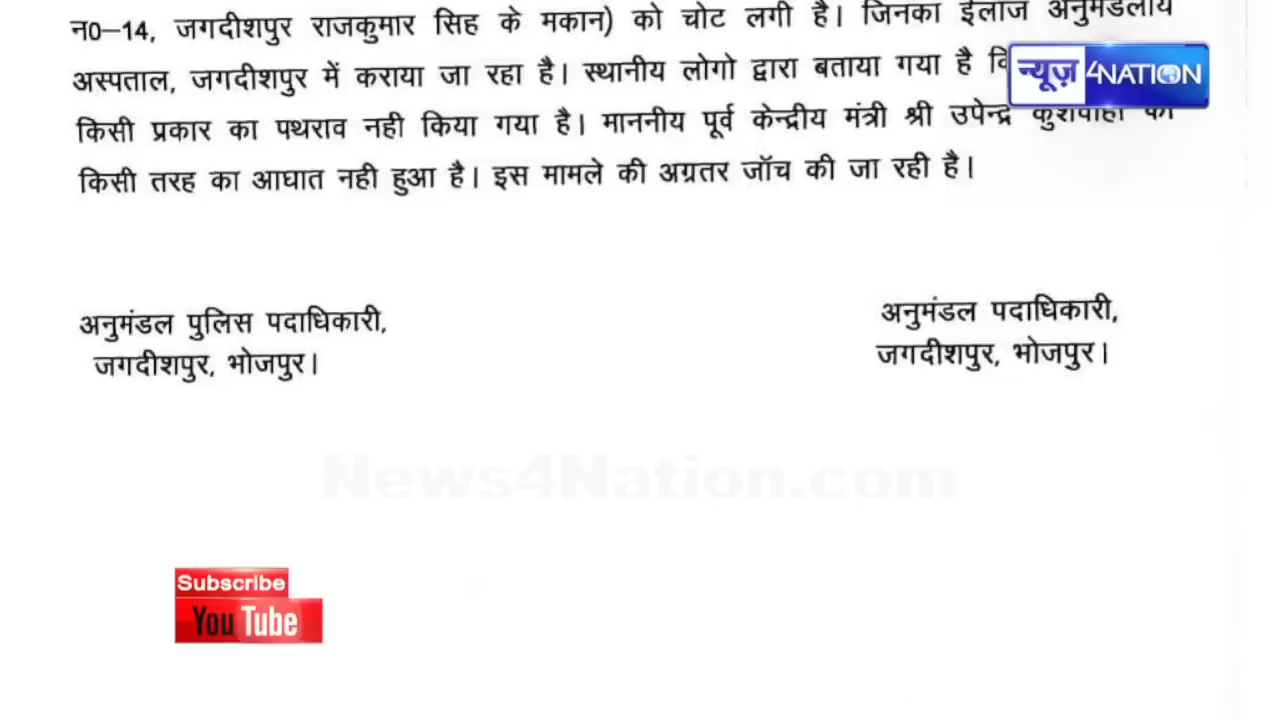 न0–14, जगदीशपुर राजकुमार सिंह के मकान) को चोट लगी है। जिनका ईलाज अनुमंडलीय
अस्पताल, जगदीशपुर में कराया जा रहा है। स्थानीय लोगो द्वारा बताया गया है
न्यूज़ 4NATION
किसी प्रकार का पथराव नही किया गया है। माननीय पूर्व केन्द्रीय मंत्री श्री उपेन्द्र कुशवाहा
किसी तरह का आघात नही हुआ है। इस मामले की अग्रतर जॉच की जा रही है।
अनुमंडल पुलिस पदाधिकारी,
जगदीशपुर, भोजपुर।
अनुमंडल पदाधिकारी,
जगदीशपुर, भोजपुर।
News4Nation.com
Subscribe
YouTube